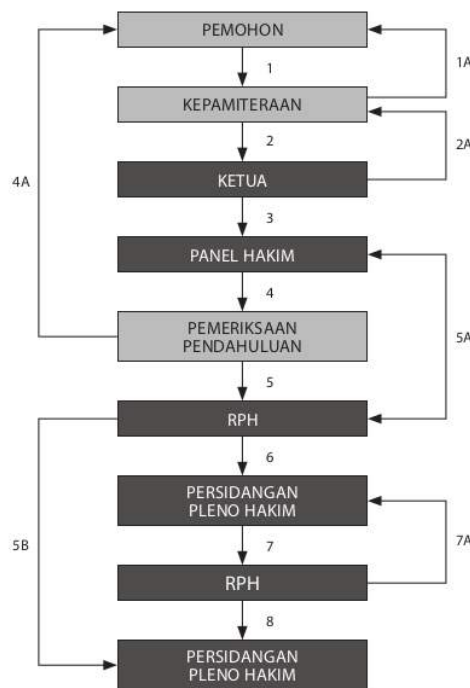 PEMOHON
1
1A
KEPAMITERAAN
2
2A
KETUA
4A
3
PANEL HAKIM
4
PEMERIKSAAN
PENDAHULUAN
5A
5
RPH
6
PERSIDANGAN
PLENO HAKIM
5B
7
7A
RPH
8
PERSIDANGAN
PLENO HAKIM